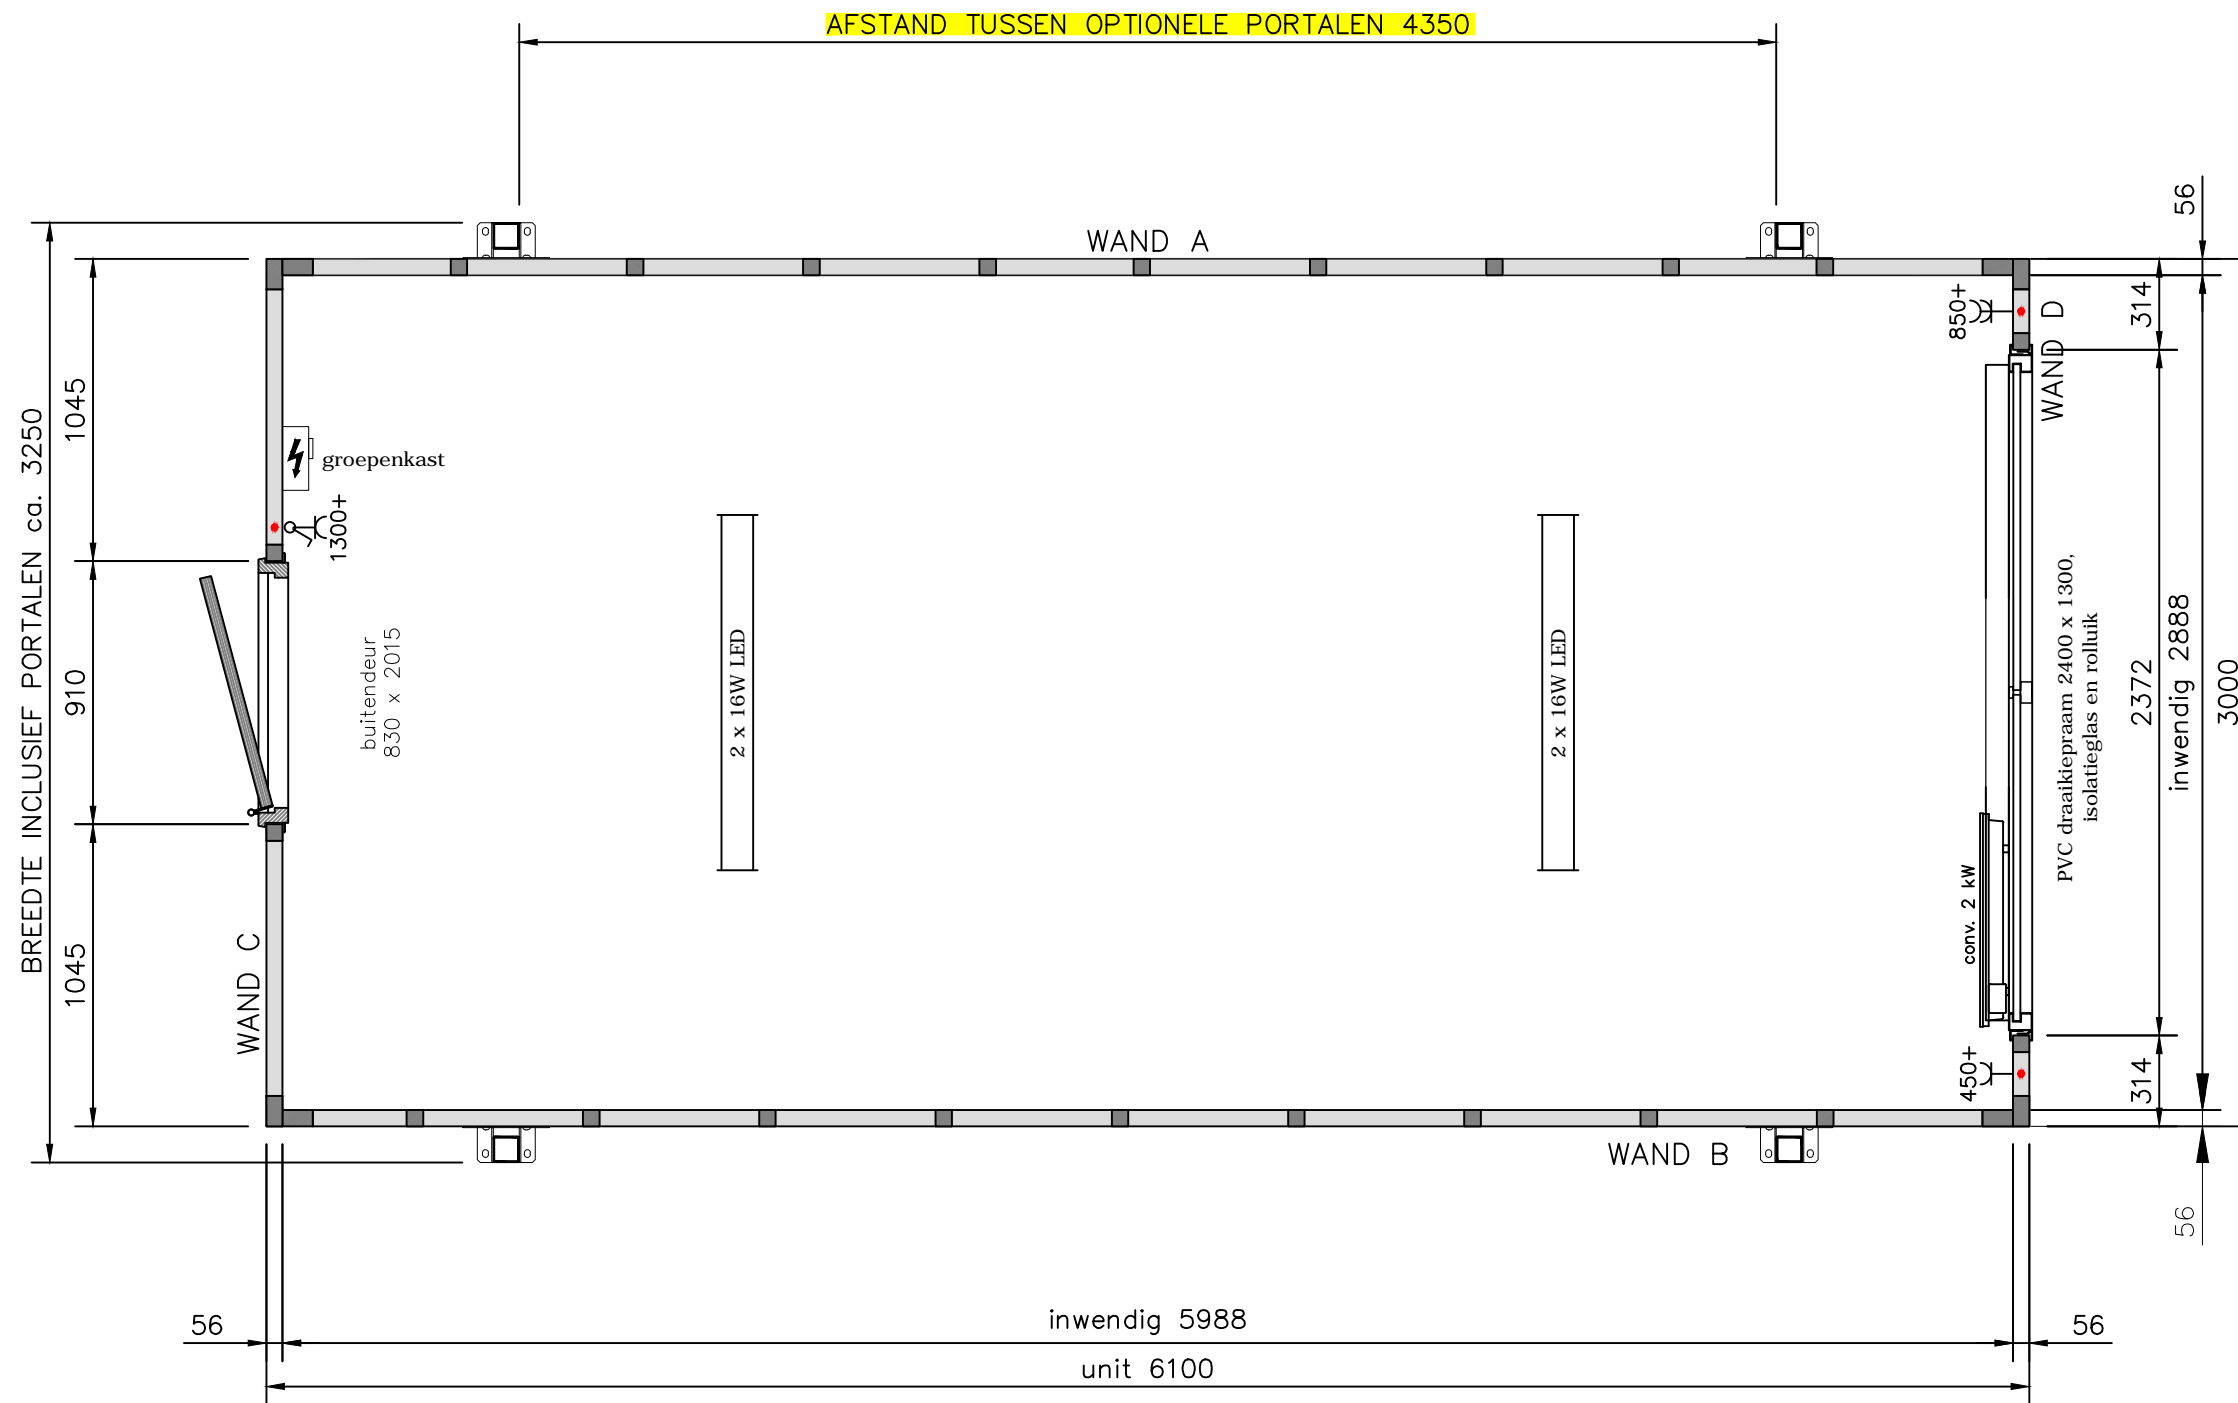 AFSTAND TUSSEN OPTIONELE PORTALEN 4350
WAND A
56
314
850+
WAND D
BREEDTE INCLUSIEF PORTALEN ca. 3250
1045
groepenkast
1300+
910
buitendeur
830 x 2015
2 x 16W LED
2 x 16W LED
PVC draaikiepraam 2400 x 1300,
isolatieglas en rolluik
2372
inwendig 2888
3000
conv. 2 kW
WAND C
1045
450+
314
WAND B
56
56
inwendig 5988
56
unit 6100